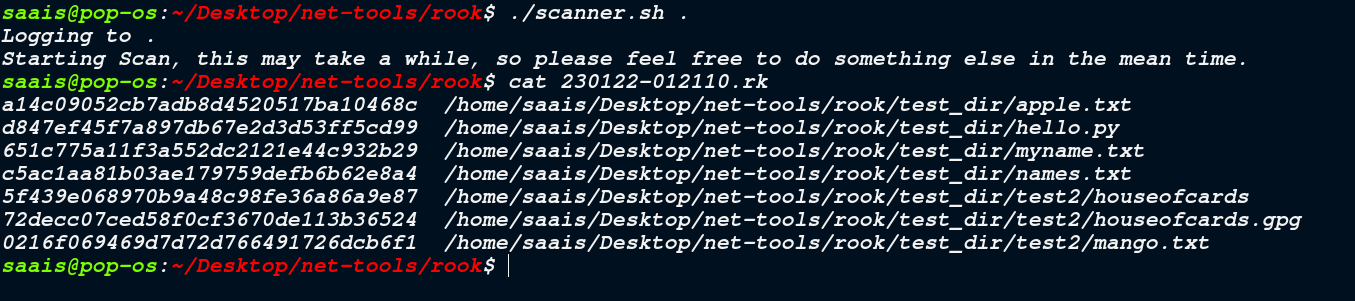 saais@pop-os:~/Desktop/net-tools/rook$ ./scanner.sh .
Logging to .
Starting Scan, this may take a while, so please feel free to do something else in the mean time.
saais@pop-os:~/Desktop/net-tools/rook$ cat 230122-012110.rk
a14c09052cb7adb8d4520517ba10468c  /home/saais/Desktop/net-tools/rook/test_dir/apple.txt
d847ef45f7a897db67e2d3d53ff5cd99  /home/saais/Desktop/net-tools/rook/test_dir/hello.py
651c775a11f3a552dc2121e44c932b29  /home/saais/Desktop/net-tools/rook/test_dir/myname.txt
c5ac1aa81b03ae179759defb6b62e8a4  /home/saais/Desktop/net-tools/rook/test_dir/names.txt
5f439e068970b9a48c98fe36a86a9e87  /home/saais/Desktop/net-tools/rook/test_dir/test2/houseofcards
72decc07ced58f0cf3670de113b36524  /home/saais/Desktop/net-tools/rook/test_dir/test2/houseofcards.gpg
0216f069469d7d72d766491726dcb6f1  /home/saais/Desktop/net-tools/rook/test_dir/test2/mango.txt
saais@pop-os:~/Desktop/net-tools/rook$